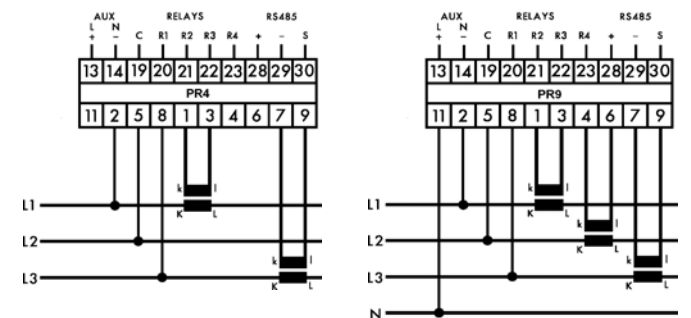 AUX RELAYS RS485
L N
+ − C R1 R2 R3 R4 + − S
13 14 19 20 21 22 23 28 29 30
PR4
11 2 5 8 1 3 4 6 7 9
k l
L1
K L
L2
k l
L3
K L
AUX RELAYS RS485
L N
+ − C R1 R2 R3 R4 + − S
13 14 19 20 21 22 23 28 29 30
PR9
11 2 5 8 1 3 4 6 7 9
k l
L1
K L
k l
L2
K L
k l
L3
K L
N